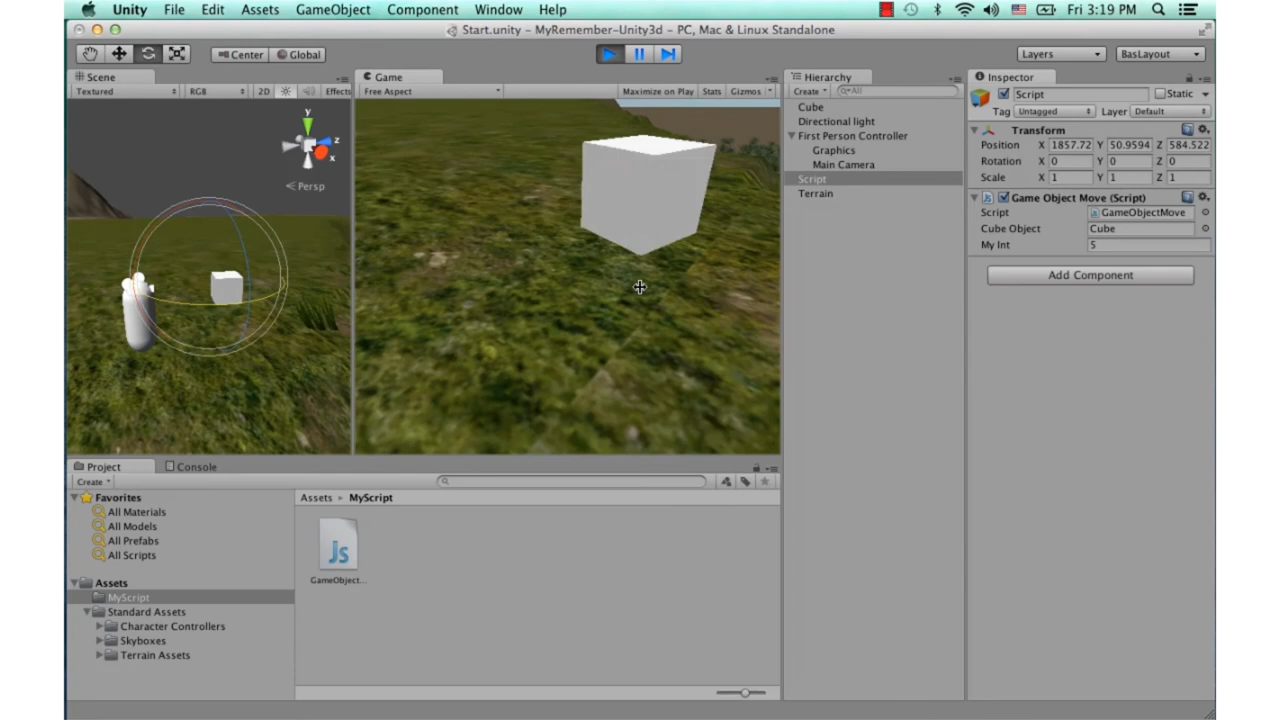 Unity File Edit Assets GameObject Component Window Help Fri 3:19 PM
Start.unity - MyRemember-Unity3d - PC, Mac & Linux Standalone
Center Global Layers BasLayout
Scene
Textured RGB 2D Effects
y
z
x
Persp
Game
Free Aspect Maximize on Play Stats Gizmos
Hierarchy
Create All
Cube
Directional light
First Person Controller
Graphics
Main Camera
Script
Terrain
Inspector
Script Static
Tag Untagged Layer Default
Transform
Position X 1857.72 Y 50.9594 Z 584.522
Rotation X 0 Y 0 Z 0
Scale X 1 Y 1 Z 1
Game Object Move (Script)
Script GameObjectMove
Cube Object Cube
My Int 5
Add Component
Project Console
Create
Favorites
All Materials
All Models
All Prefabs
All Scripts
Assets
MyScript
Standard Assets
Character Controllers
Skyboxes
Terrain Assets
Assets MyScript
Js
GameObject...